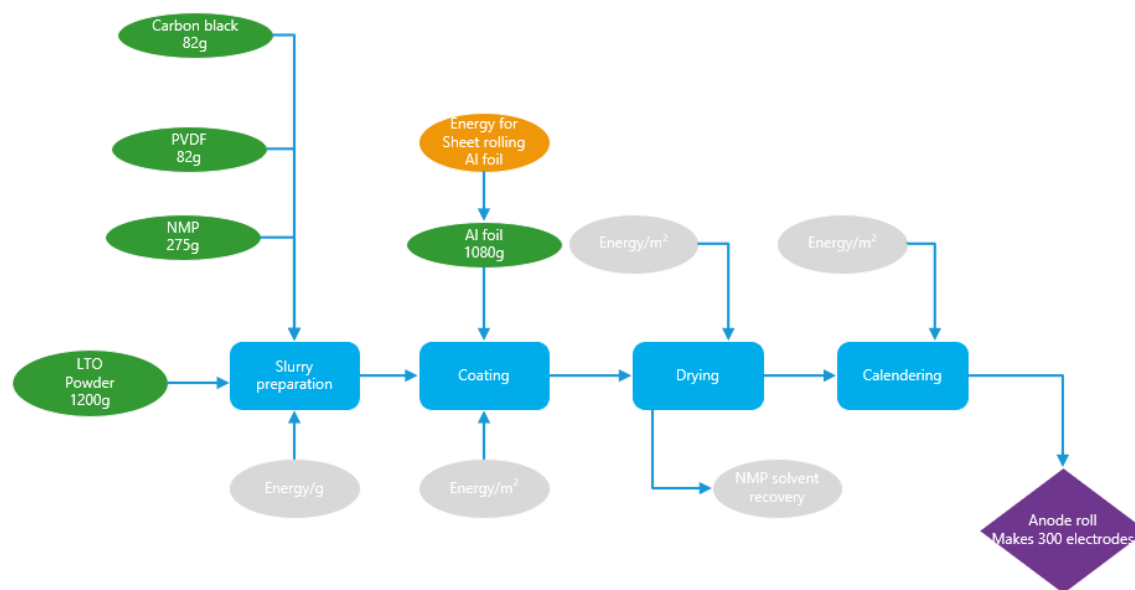 Carbon black
82g
PVDF
82g
NMP
275g
LTO
Powder
1200g
Energy for
Sheet rolling
Al foil
Al foil
1080g
Energy/m²
Energy/m²
Slurry
preparation
Coating
Drying
Calendering
Energy/g
Energy/m²
NMP solvent
recovery
Anode roll
Makes 300 electrodes